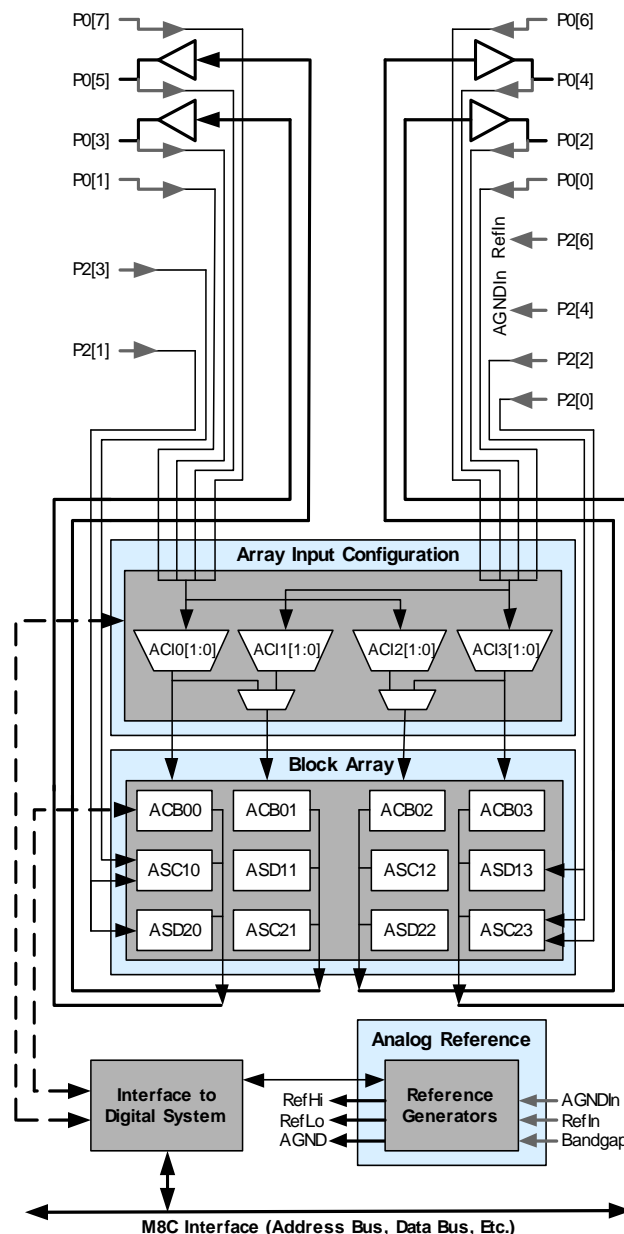 P0[7]
P0[6]
P0[5]
P0[4]
P0[3]
P0[2]
P0[1]
P0[0]
RefIn
P2[6]
P2[3]
AGNDIn
P2[4]
P2[1]
P2[2]
P2[0]
Array Input Configuration
ACI0[1:0]
ACI1[1:0]
ACI2[1:0]
ACI3[1:0]
Block Array
ACB00
ACB01
ACB02
ACB03
ASC10
ASD11
ASC12
ASD13
ASD20
ASC21
ASD22
ASC23
Analog Reference
Interface to
Digital System
RefHi
RefLo
AGND
Reference
Generators
AGNDIn
RefIn
Bandgap
M8C Interface (Address Bus, Data Bus, Etc.)